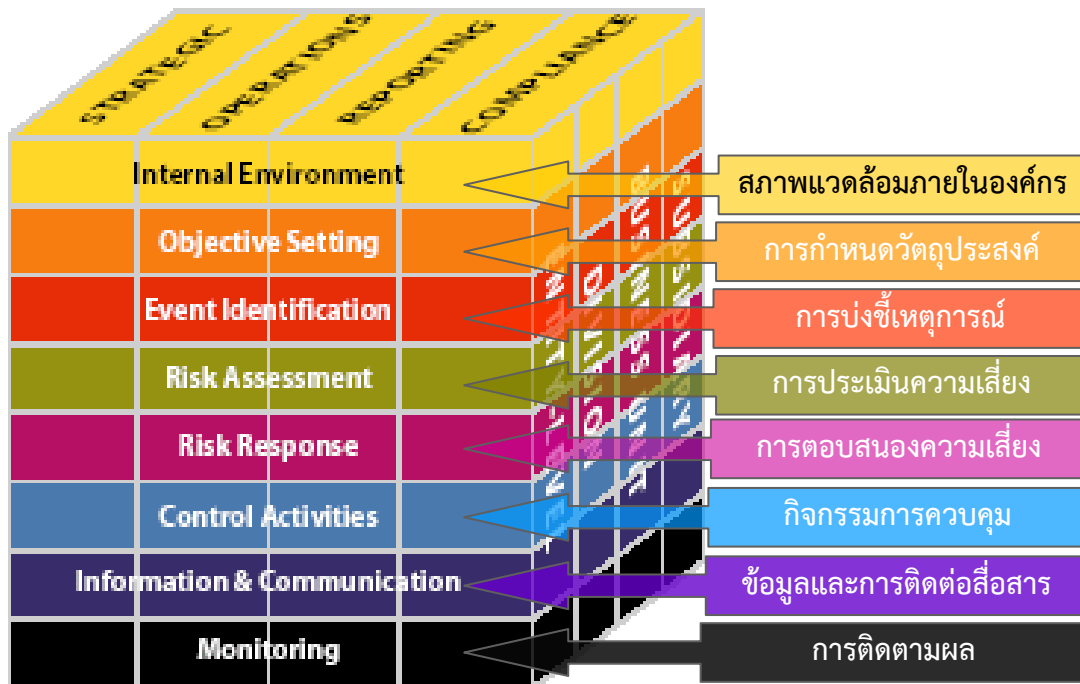 STRATEGIC
OPERATIONS
REPORTING
COMPLIANCE
Internal Environment
สภาพแวดล้อมภายในองค์กร
Objective Setting
การกำหนดวัตถุประสงค์
Event Identification
การบ่งชี้เหตุการณ์
Risk Assessment
การประเมินความเสี่ยง
Risk Response
การตอบสนองความเสี่ยง
Control Activities
กิจกรรมการควบคุม
Information & Communication
ข้อมูลและการติดต่อสื่อสาร
Monitoring
การติดตามผล